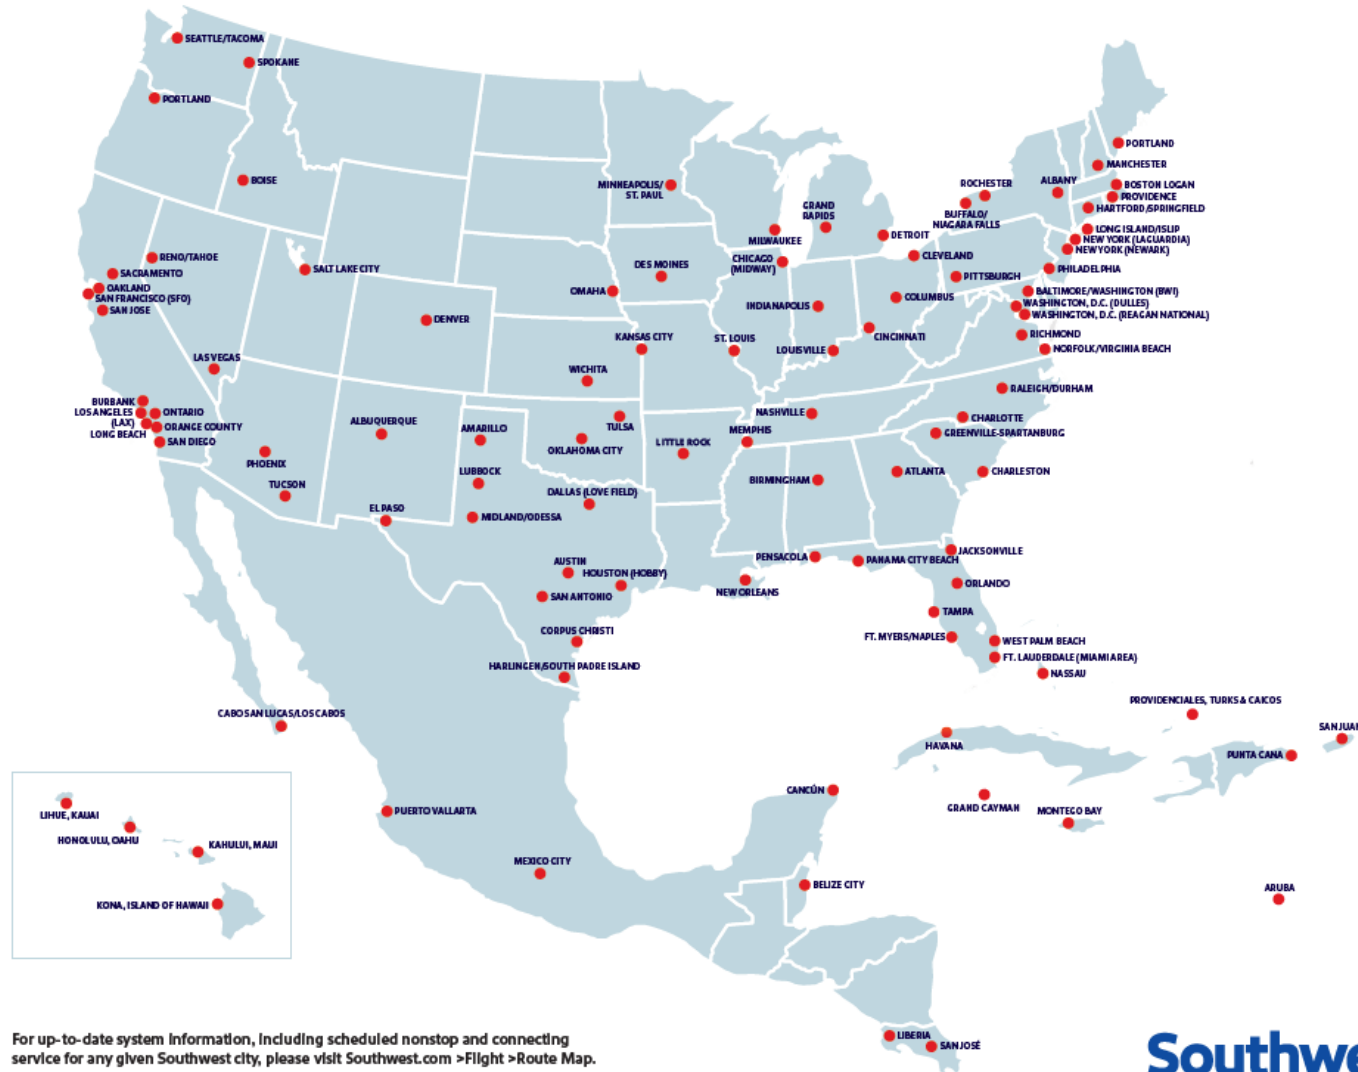 SEATTLE/TACOMA
SPOKANE
PORTLAND
BOISE
MINNEAPOLIS/
ST. PAUL
MILWAUKEE
GRAND
RAPIDS
DETROIT
ROCHESTER
BUFFALO/
NIAGARA FALLS
ALBANY
PORTLAND
MANCHESTER
BOSTON LOGAN
PROVIDENCE
HARTFORD/SPRINGFIELD
LONG ISLAND/ISLIP
NEW YORK (LAGUARDIA)
NEW YORK (NEWARK)
PHILADELPHIA
RENO/TAHOE
SACRAMENTO
OAKLAND
SAN FRANCISCO (SFO)
SAN JOSE
SALT LAKE CITY
DENVER
OMAHA
DES MOINES
CHICAGO
(MIDWAY)
CLEVELAND
PITTSBURGH
COLUMBUS
INDIANAPOLIS
CINCINNATI
LOUISVILLE
ST. LOUIS
KANSAS CITY
WICHITA
BALTIMORE/WASHINGTON (BWI)
WASHINGTON, D.C. (DULLES)
WASHINGTON, D.C. (REAGAN NATIONAL)
RICHMOND
NORFOLK/VIRGINIA BEACH
LAS VEGAS
BURBANK
LOS ANGELES
(LAX)
LONG BEACH
ONTARIO
ORANGE COUNTY
SAN DIEGO
PHOENIX
TUCSON
ALBUQUERQUE
EL PASO
AMARILLO
LUBBOCK
MIDLAND/ODESSA
TULSA
OKLAHOMA CITY
DALLAS (LOVE FIELD)
LITTLE ROCK
MEMPHIS
NASHVILLE
RALEIGH/DURHAM
CHARLOTTE
GREENVILLE-SPARTANBURG
ATLANTA
CHARLESTON
BIRMINGHAM
AUSTIN
HOUSTON (HOBBY)
SAN ANTONIO
CORPUS CHRISTI
HARLINGEN/SOUTH PADRE ISLAND
NEW ORLEANS
PENSACOLA
PANAMA CITY BEACH
JACKSONVILLE
ORLANDO
TAMPA
FT. MYERS/NAPLES
WEST PALM BEACH
FT. LAUDERDALE (MIAMI AREA)
NASSAU
PROVIDENCIALES, TURKS & CAICOS
SAN JUA
PUNTA CANA
HAVANA
GRAND CAYMAN
MONTEGO BAY
ARUBA
CABO SAN LUCAS/LOS CABOS
PUERTO VALLARTA
MEXICO CITY
CANCÚN
BELIZE CITY
LIBERIA
SAN JOSÉ
LIHUE, KAUAI
HONOLULU, OAHU
KAHULUI, MAUI
KONA, ISLAND OF HAWAII
For up-to-date system information, including scheduled nonstop and connecting
service for any given Southwest city, please visit Southwest.com >Flight >Route Map.
Southwe